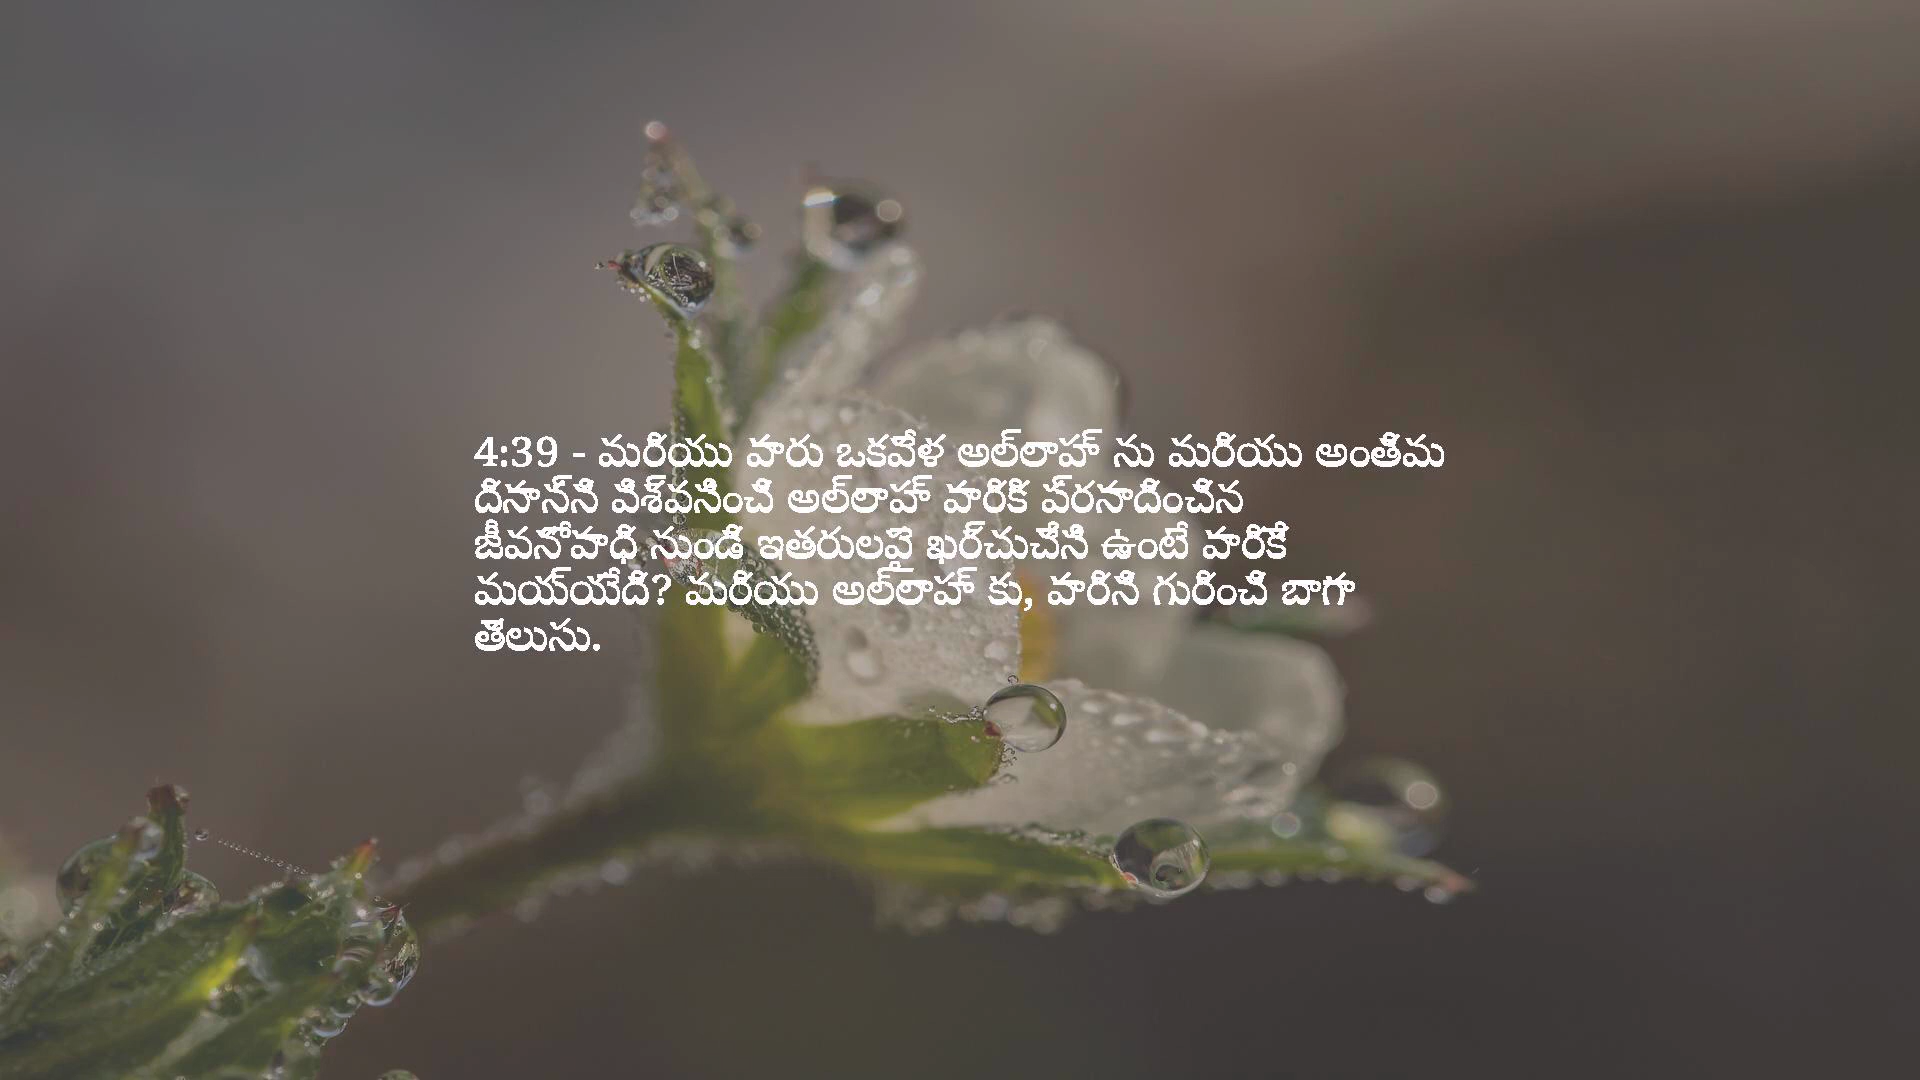 4:39 - మరియు వారు ఒకవేళ అల్లాహ్ ను మరియు అంతిమ
దినాన్ని విశ్వసించి అల్లాహ్ వారికి ప్రసాదించిన
జీవనోపాధి నుండి ఇతరులపై ఖర్చుచేసి ఉంటే వారికే
మయ్యేది? మరియు అల్లాహ్ కు, వారిని గురించి బాగా
తెలుసు.